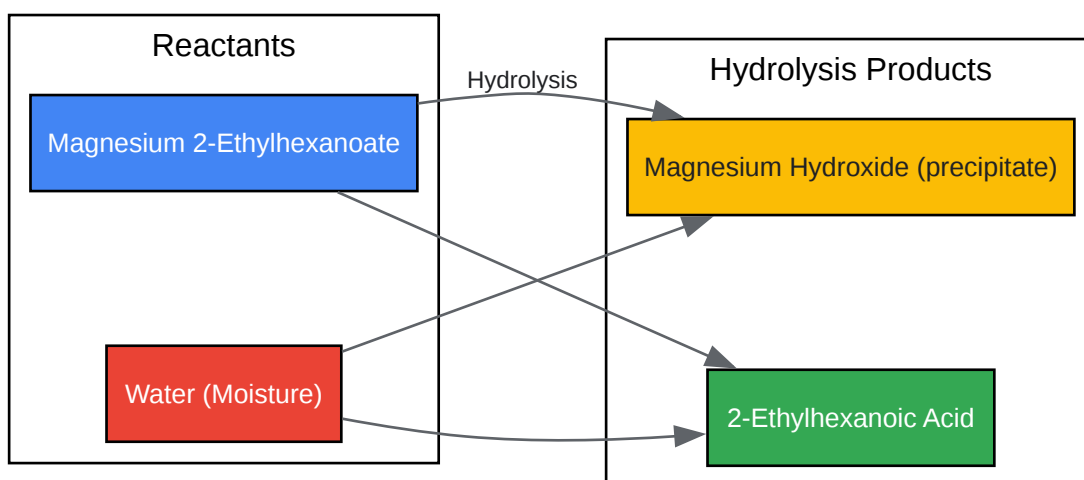 Reactants
Magnesium 2-Ethylhexanoate
Water (Moisture)
Hydrolysis
Hydrolysis Products
Magnesium Hydroxide (precipitate)
2-Ethylhexanoic Acid